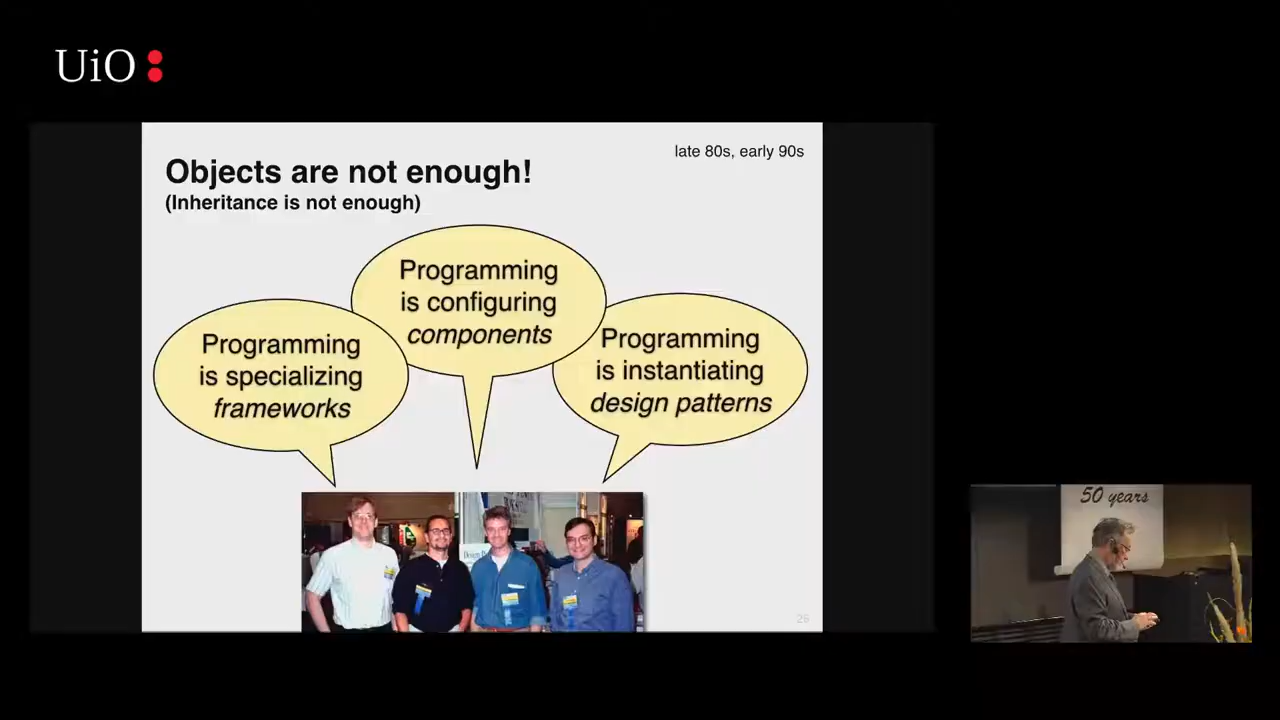 UiO:
late 80s, early 90s
Objects are not enough!
(Inheritance is not enough)
Programming
is configuring
components
Programming
is specializing
frameworks
Programming
is instantiating
design patterns
26
50 years